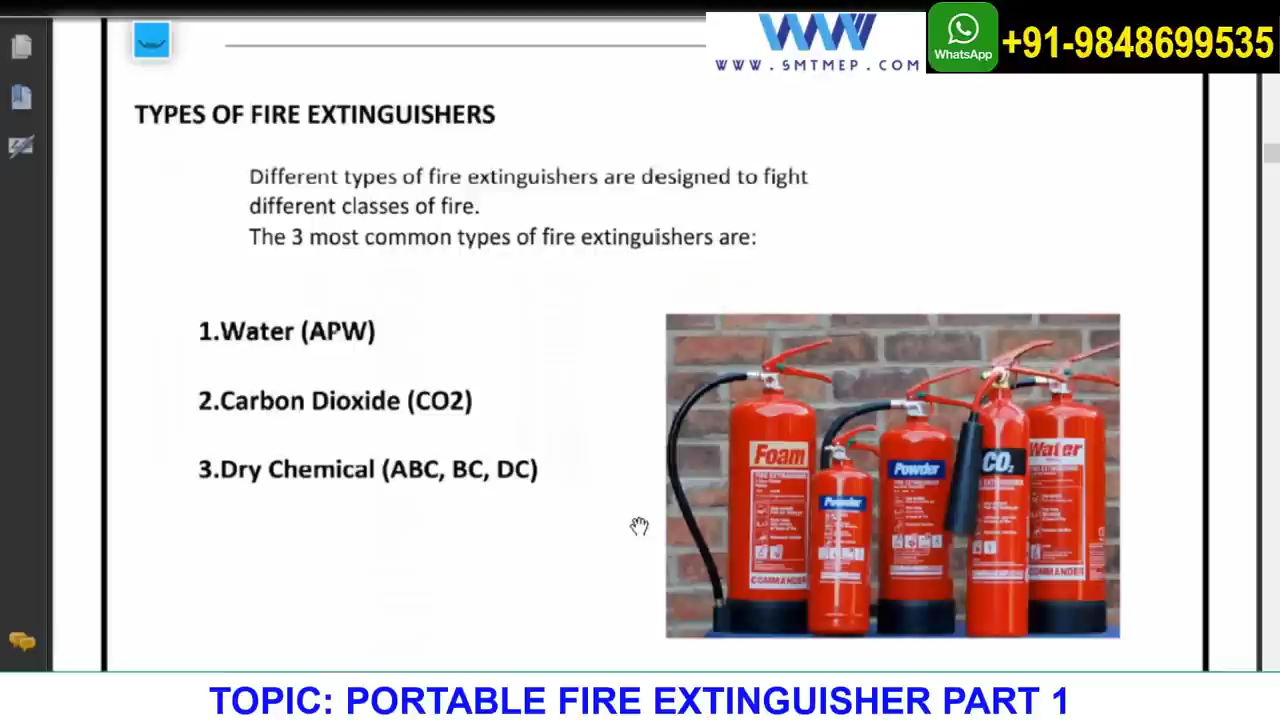 WWW.SMTMEP.COM
WhatsApp
+91-9848699535
TYPES OF FIRE EXTINGUISHERS
Different types of fire extinguishers are designed to fight
different classes of fire.
The 3 most common types of fire extinguishers are:
1.Water (APW)
2.Carbon Dioxide (CO2)
3.Dry Chemical (ABC, BC, DC)
Foam
FIRE EXTINGUISHER
COMMANDER
Powder
Powder
CO2
Water
COMMANDER
TOPIC: PORTABLE FIRE EXTINGUISHER PART 1